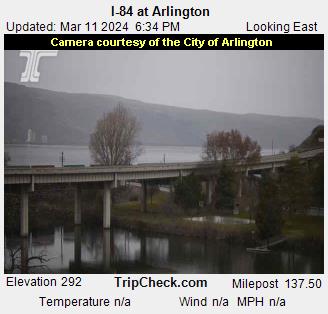 I-84 at Arlington
Updated: Mar 11 2024 6:34 PM Looking East
Camera courtesy of the City of Arlington
Elevation 292 TripCheck.com Milepost 137.50
Temperature n/a Wind n/a MPH n/a